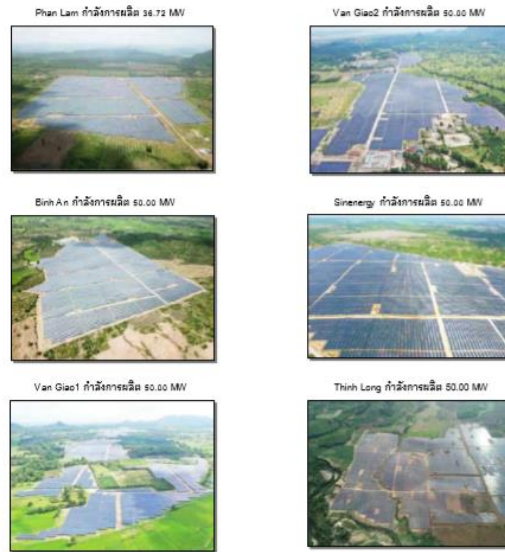 Phan Lam กำลังการผลิต 36.72 MW
Van Giao2 กำลังการผลิต 50.00 MW
Binh An กำลังการผลิต 50.00 MW
Sinenergy กำลังการผลิต 50.00 MW
Van Giao1 กำลังการผลิต 50.00 MW
Thinh Long กำลังการผลิต 50.00 MW